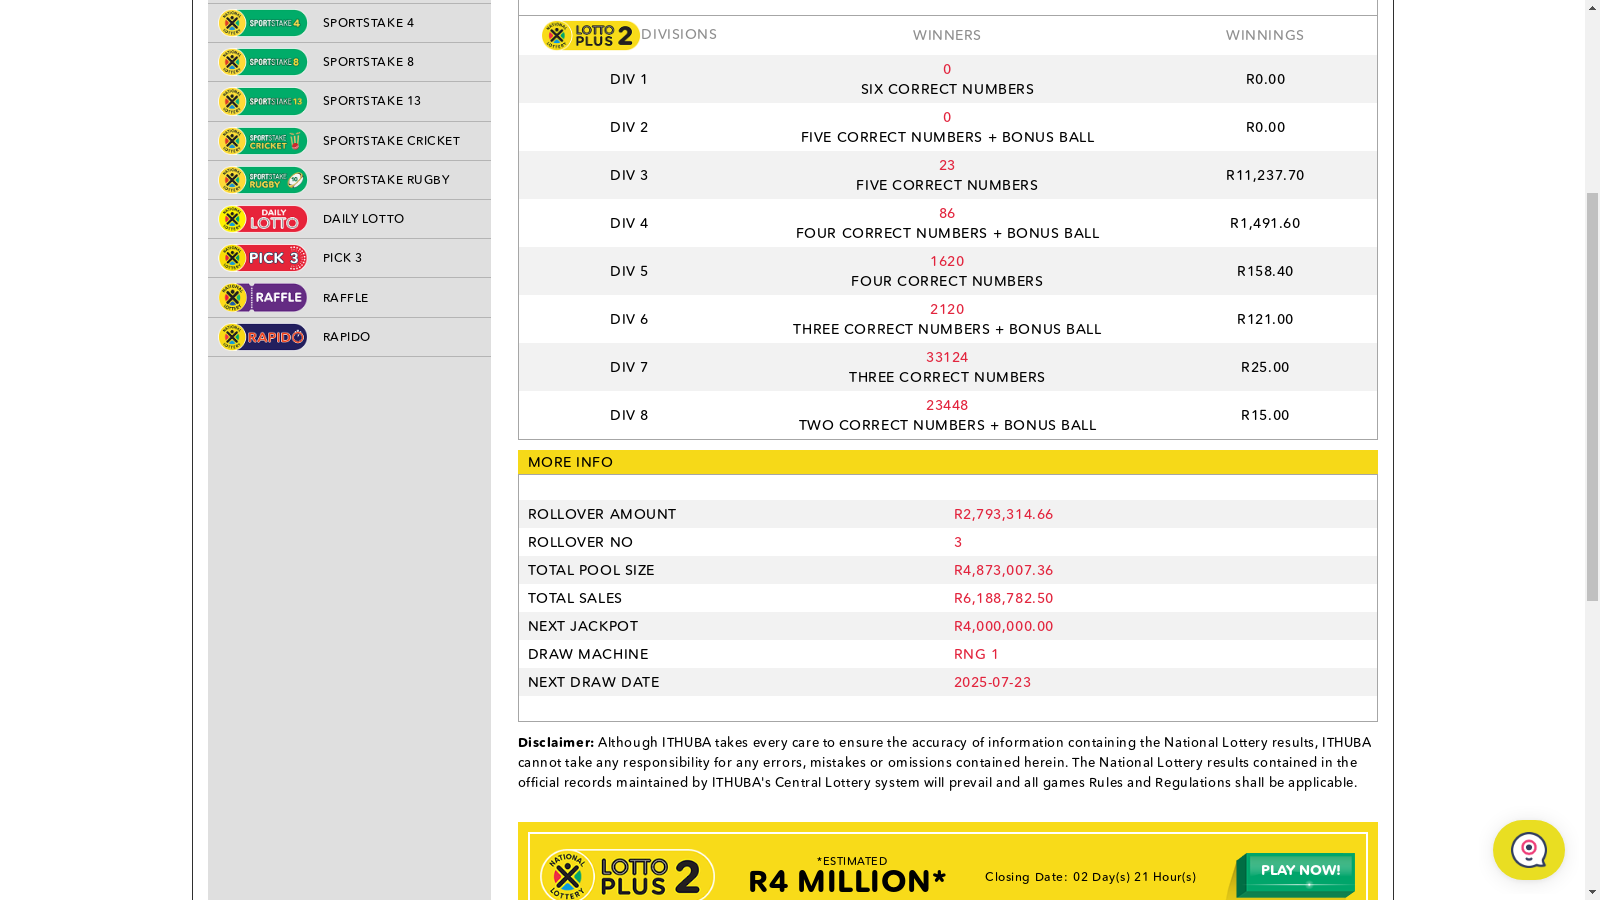 SPORTSTAKE 4 SPORTSTAKE 4
SPORTSTAKE 8 SPORTSTAKE 8
SPORTSTAKE 13 SPORTSTAKE 13
SPORTSTAKE CRICKET SPORTSTAKE CRICKET
SPORTSTAKE RUGBY SPORTSTAKE RUGBY
DAILY LOTTO DAILY LOTTO
PICK 3 PICK 3
RAFFLE RAFFLE
RAPIDO RAPIDO
LOTTO PLUS 2 DIVISIONS WINNERS WINNINGS
DIV 1 0 SIX CORRECT NUMBERS R0.00
DIV 2 0 FIVE CORRECT NUMBERS + BONUS BALL R0.00
DIV 3 23 FIVE CORRECT NUMBERS R11,237.70
DIV 4 86 FOUR CORRECT NUMBERS + BONUS BALL R1,491.60
DIV 5 1620 FOUR CORRECT NUMBERS R158.40
DIV 6 2120 THREE CORRECT NUMBERS + BONUS BALL R121.00
DIV 7 33124 THREE CORRECT NUMBERS R25.00
DIV 8 23448 TWO CORRECT NUMBERS + BONUS BALL R15.00
MORE INFO
ROLLOVER AMOUNT R2,793,314.66
ROLLOVER NO 3
TOTAL POOL SIZE R4,873,007.36
TOTAL SALES R6,188,782.50
NEXT JACKPOT R4,000,000.00
DRAW MACHINE RNG 1
NEXT DRAW DATE 2025-07-23
Disclaimer: Although ITHUBA takes every care to ensure the accuracy of information containing the National Lottery results, ITHUBA
cannot take any responsibility for any errors, mistakes or omissions contained herein. The National Lottery results contained in the
official records maintained by ITHUBA's Central Lottery system will prevail and all games Rules and Regulations shall be applicable.
NATIONAL LOTTERY LOTTO PLUS 2
*ESTIMATED
R4 MILLION*
Closing Date: 02 Day(s) 21 Hour(s)
PLAY NOW!